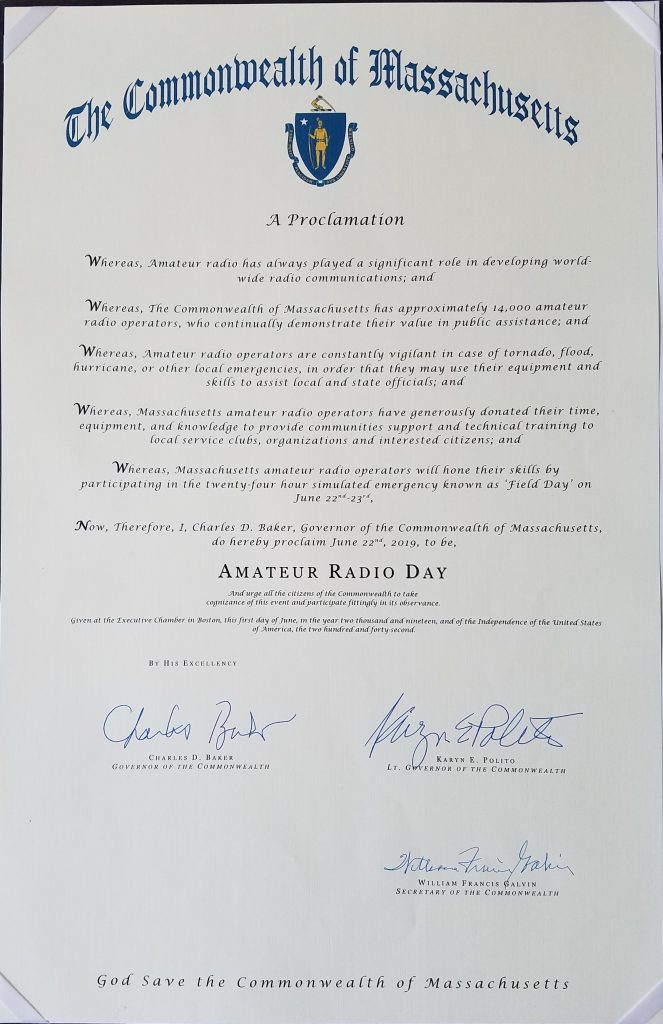 The Commonwealth of Massachusetts
A Proclamation
Whereas, Amateur radio has always played a significant role in developing world-
wide radio communications; and
Whereas, The Commonwealth of Massachusetts has approximately 14,000 amateur
radio operators, who continually demonstrate their value in public assistance; and
Whereas, Amateur radio operators are constantly vigilant in case of tornado, flood,
hurricane, or other local emergencies, in order that they may use their equipment and
skills to assist local and state officials; and
Whereas, Massachusetts amateur radio operators have generously donated their time,
equipment, and knowledge to provide communities support and technical training to
local service clubs, organizations and interested citizens; and
Whereas, Massachusetts amateur radio operators will hone their skills by
participating in the twenty-four hour simulated emergency known as 'Field Day' on
June 22nd-23rd,
Now, Therefore, I, Charles D. Baker, Governor of the Commonwealth of Massachusetts,
do hereby proclaim June 22nd, 2019, to be,
AMATEUR RADIO DAY
And urge all the citizens of the Commonwealth to take
cognizance of this event and participate fittingly in its observance.
Given at the Executive Chamber in Boston, this first day of June, in the year two thousand and nineteen, and of the Independence of the United States
of America, the two hundred and forty-second.
BY HIS EXCELLENCY
Charles Baker
Karyn E Polito
CHARLES D. BAKER
GOVERNOR OF THE COMMONWEALTH
KARYN E. POLITO
LT. GOVERNOR OF THE COMMONWEALTH
William Francis Galvin
WILLIAM FRANCIS GALVIN
SECRETARY OF THE COMMONWEALTH
God Save the Commonwealth of Massachusetts